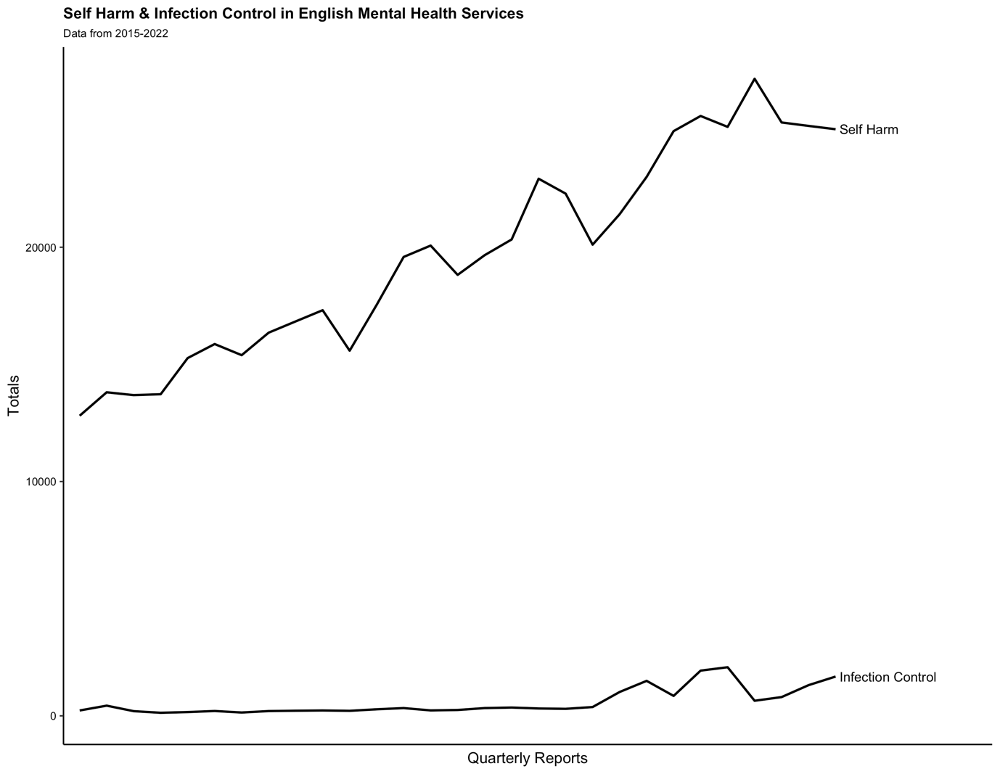 Self Harm & Infection Control in English Mental Health Services
Data from 2015-2022
Self Harm
20000
Totals
10000
Infection Control
0
Quarterly Reports